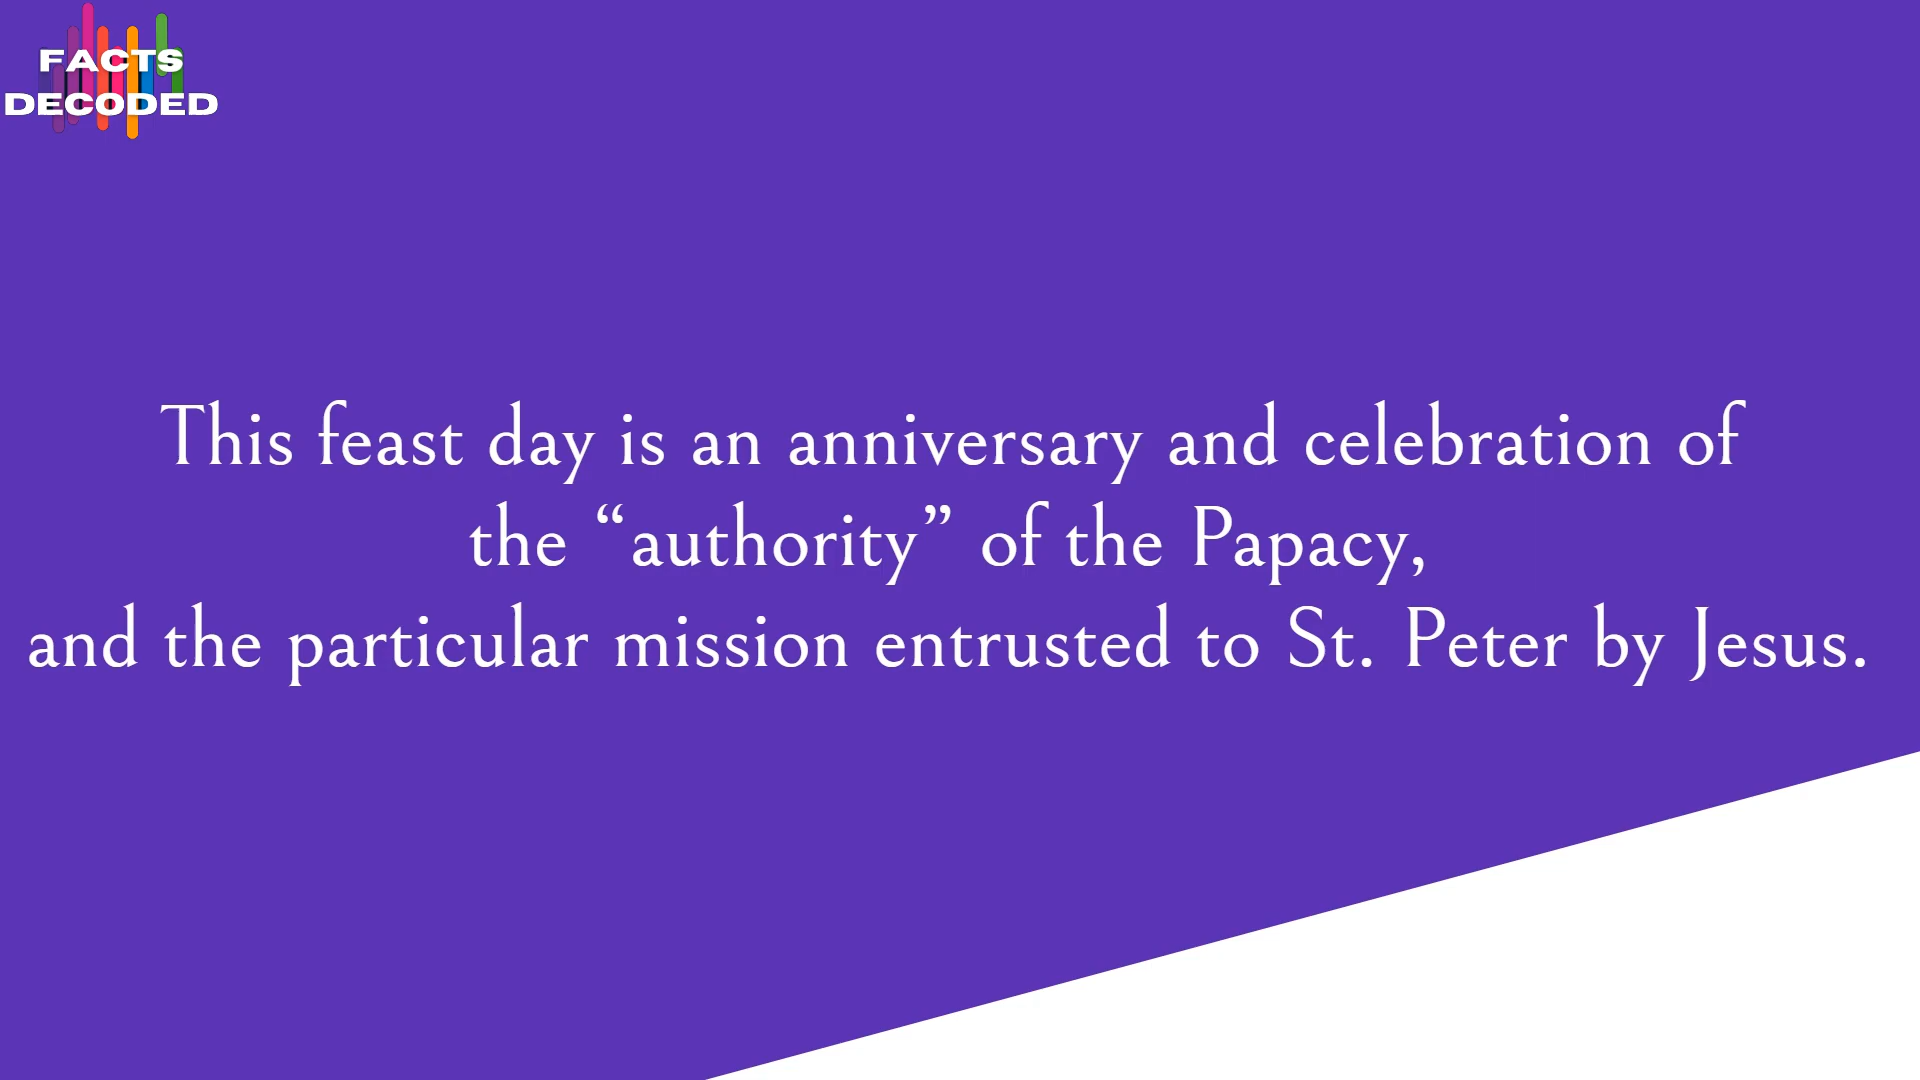 FACTS
DECODED
This feast day is an anniversary and celebration of
the “authority” of the Papacy,
and the particular mission entrusted to St. Peter by Jesus.